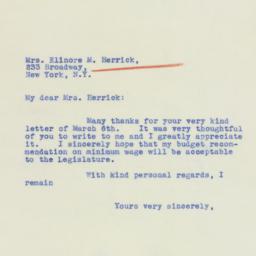 Mrs. Elinore M. Herrick,
233 Broadway,
New York, N.Y.
My dear Mrs. Herrick:
Many thanks for your very kind
letter of March 6th. It was very thoughtful
of you to write to me and I greatly appreciate
it. I sincerely hope that my budget recom-
mendation on minimum wage will be acceptable
to the Legislature.
With kind personal regards, I
remain
Yours very sincerely,